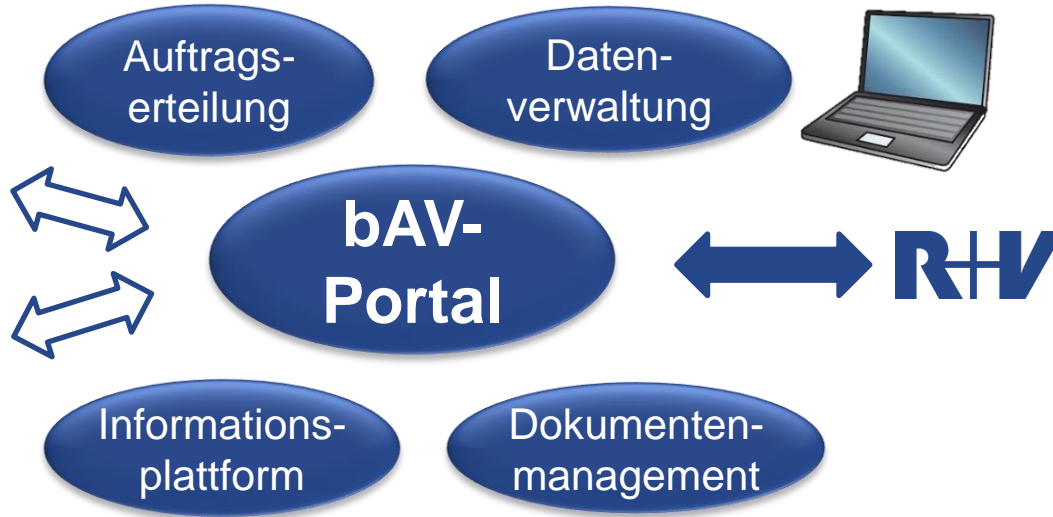 Auftrags-
erteilung
Daten-
verwaltung
bAV-
Portal
R+V
Informations-
plattform
Dokumenten-
management